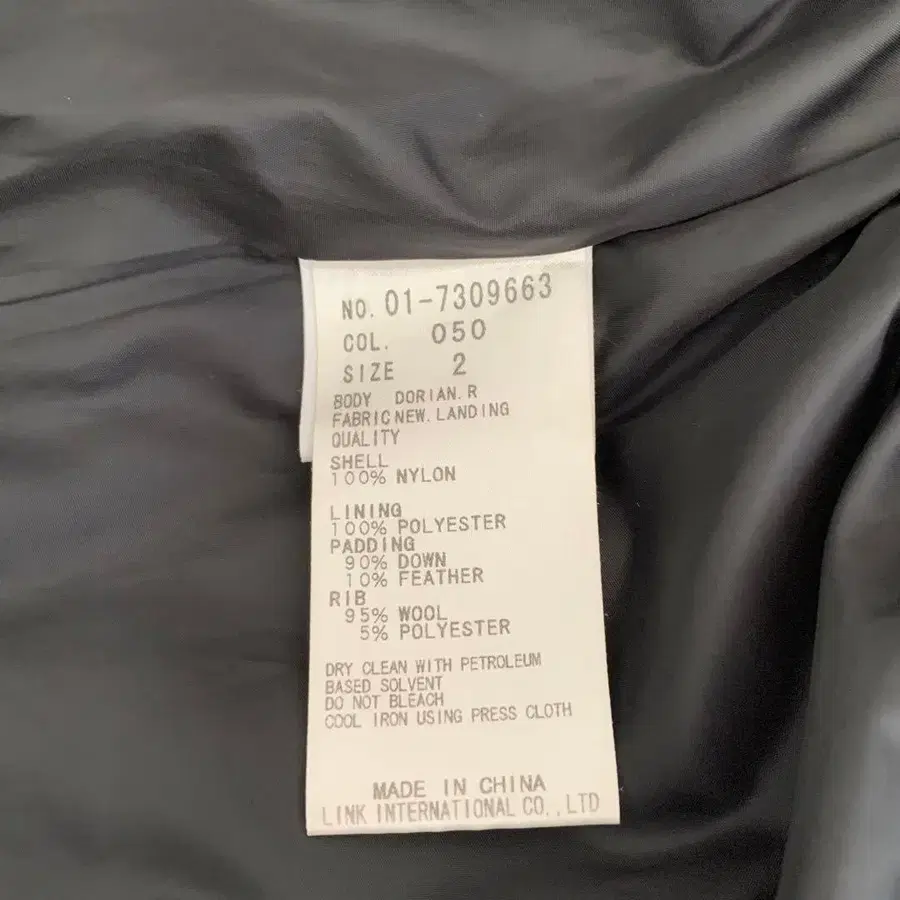 NO. 01-7309663
COL. 050
SIZE 2
BODY DORIAN.R
FABRIC NEW.LANDING
QUALITY
SHELL
100% NYLON
LINING
100% POLYESTER
PADDING
90% DOWN
10% FEATHER
RIB
95% WOOL
5% POLYESTER
DRY CLEAN WITH PETROLEUM
BASED SOLVENT
DO NOT BLEACH
COOL IRON USING PRESS CLOTH
MADE IN CHINA
LINK INTERNATIONAL CO.,LTD